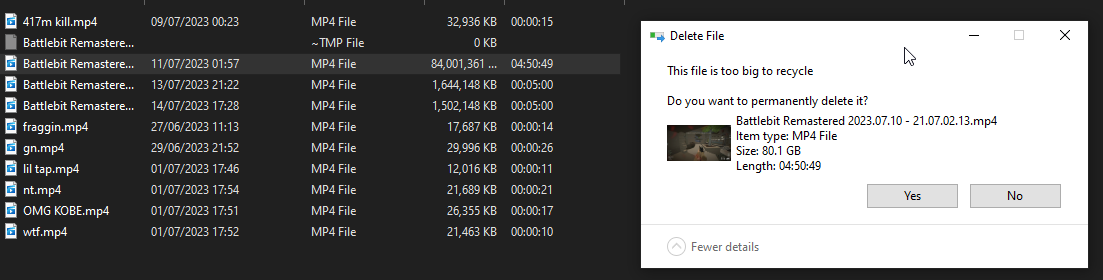 417m kill.mp4 09/07/2023 00:23 MP4 File 32,936 KB 00:00:15
Battlebit Remastere... ~TMP File 0 KB
Battlebit Remastere... 11/07/2023 01:57 MP4 File 84,001,361 ... 04:50:49
Battlebit Remastere... 13/07/2023 21:22 MP4 File 1,644,148 KB 00:05:00
Battlebit Remastere... 14/07/2023 17:28 MP4 File 1,502,148 KB 00:05:00
fraggin.mp4 27/06/2023 11:13 MP4 File 17,687 KB 00:00:14
gn.mp4 29/06/2023 21:52 MP4 File 29,996 KB 00:00:26
lil tap.mp4 01/07/2023 17:46 MP4 File 12,016 KB 00:00:11
nt.mp4 01/07/2023 17:54 MP4 File 21,689 KB 00:00:21
OMG KOBE.mp4 01/07/2023 17:51 MP4 File 26,355 KB 00:00:17
wtf.mp4 01/07/2023 17:52 MP4 File 21,463 KB 00:00:10
Delete File
This file is too big to recycle
Do you want to permanently delete it?
Battlebit Remastered 2023.07.10 - 21.07.02.13.mp4
Item type: MP4 File
Size: 80.1 GB
Length: 04:50:49
Yes No
Fewer details